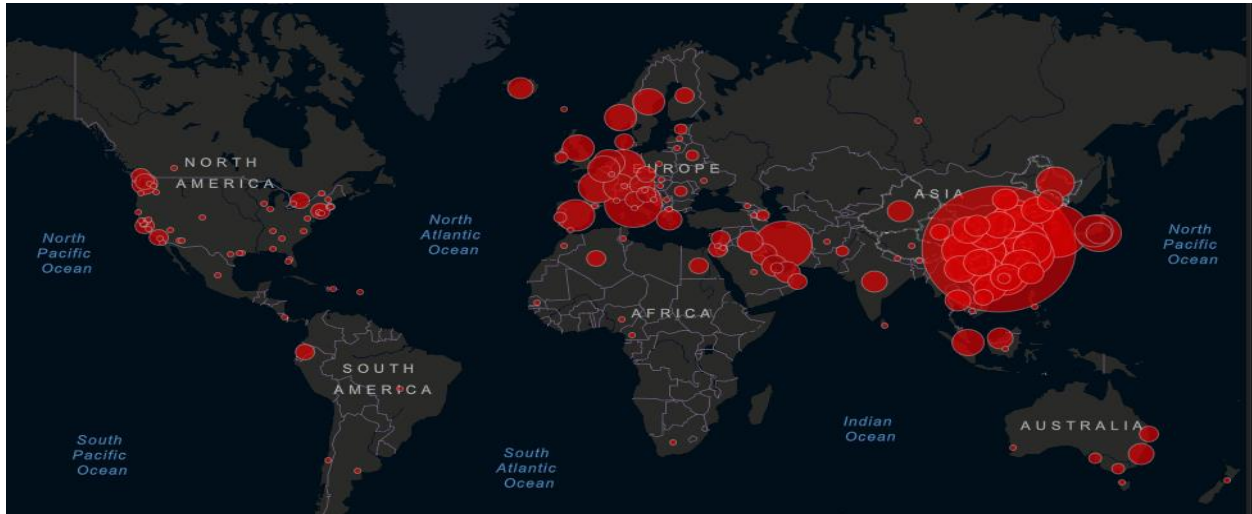 NORTH
AMERICA
EUROPE
ASIA
North
Pacific
Ocean
North
Atlantic
Ocean
North
Pacific
Ocean
AFRICA
SOUTH
AMERICA
Indian
Ocean
AUSTRALIA
South
Pacific
Ocean
South
Atlantic
Ocean